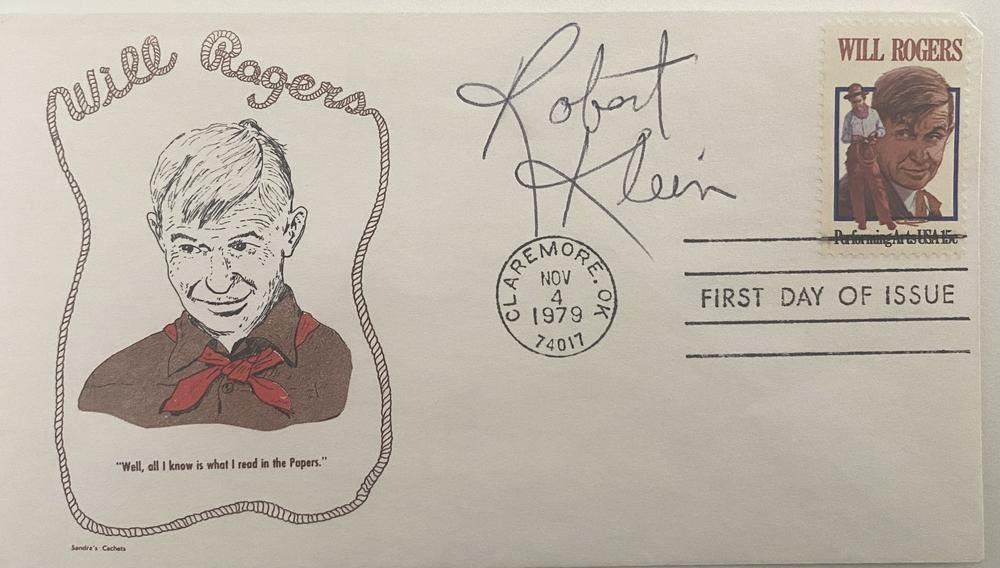 Will Rogers
"Well, all I know is what I read in the Papers."
Sandra's Cachets
Robert
Klein
CLAREMORE, OK
NOV
4
1979
74017
WILL ROGERS
Performing Arts USA 15c
FIRST DAY OF ISSUE